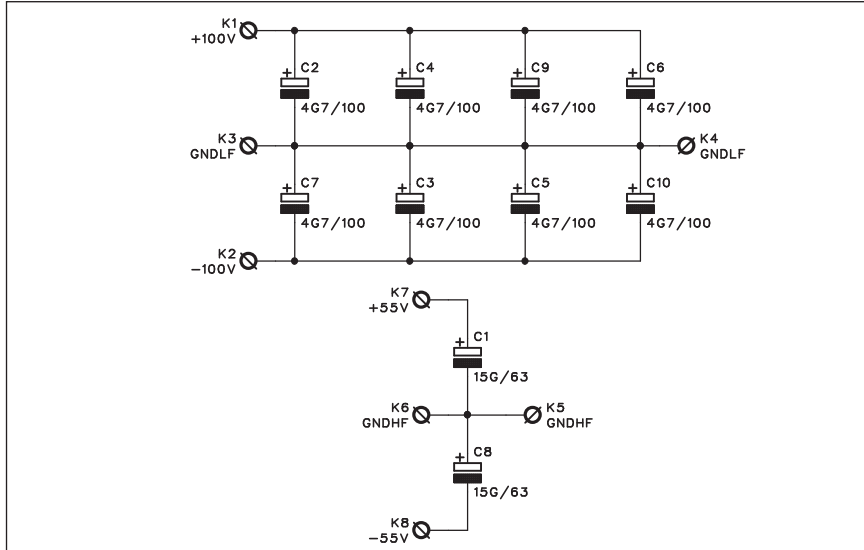 K1
+100V
C2
C4
C9
C6
4G7/100
4G7/100
4G7/100
4G7/100
K3
GNDLF
K4
GNDLF
C7
C3
C5
C10
4G7/100
4G7/100
4G7/100
4G7/100
K2
-100V
K7
+55V
C1
15G/63
K6
GNDHF
K5
GNDHF
C8
15G/63
K8
-55V